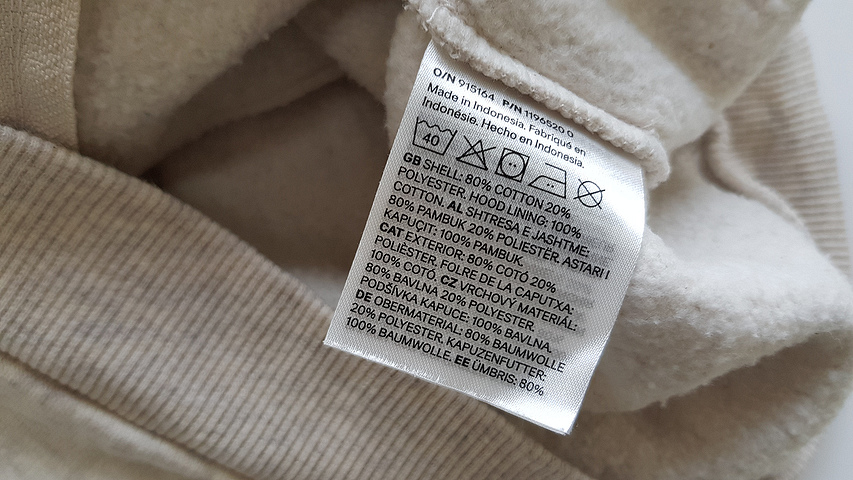 O/N 915164 P/N 1196520 0
Made in Indonesia. Fabriqué en
Indonésie. Hecho en Indonesia.
40
GB SHELL: 80% COTTON 20%
POLYESTER, HOOD LINING: 100%
COTTON. AL SHTRESA E JASHTME:
80% PAMBUK 20% POLIESTËR, ASTARI I
KAPUÇIT: 100% PAMBUK.
CAT EXTERIOR: 80% COTÓ 20%
POLIÈSTER, FOLRE DE LA CAPUTXA:
100% COTÓ. CZ VRCHOVÝ MATERIÁL:
80% BAVLNA 20% POLYESTER,
PODŠÍVKA KAPUCE: 100% BAVLNA.
DE OBERMATERIAL: 80% BAUMWOLLE
20% POLYESTER, KAPUZENFUTTER:
100% BAUMWOLLE. EE ÜMBRIS: 80%